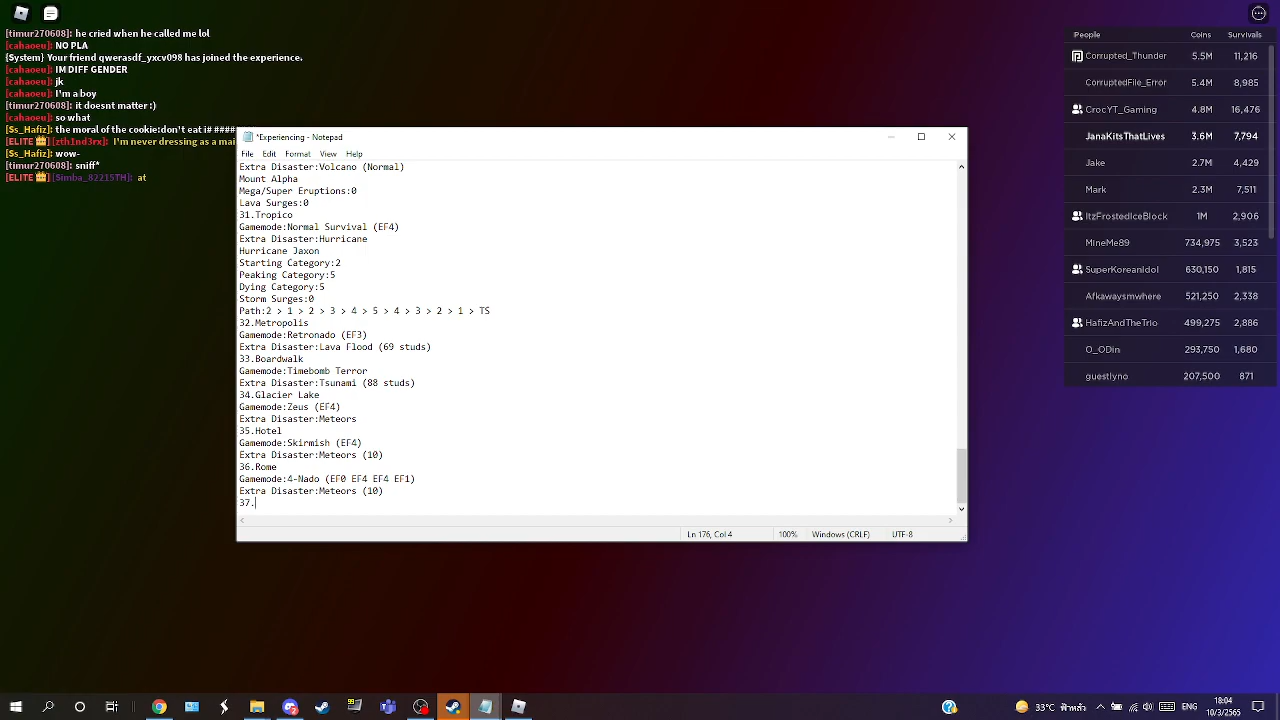 [timur270608]: he cried when he called me lol
[cahaoeu]: NO PLA
[System} Your friend qwerasdf_yxcv098 has joined the experience.
[cahaoeu]: IM DIFF GENDER
[cahaoeu]: jk
[cahaoeu]: I'm a boy
[timur270608]: it doesnt matter :)
[cahaoeu]: so what
[$s_Hafiz]: the moral of the cookie!don't eat i# ####
[ELITE 👑][zth1nd3rx]: I'm never dressing as a mai
[$s_Hafiz]: wow-
[timur270608]: sniff*
[ELITE 👑][Simba_82215TH]: at
*Experiencing - Notepad
File Edit Format View Help
Extra Disaster:Volcano (Normal)
Mount Alpha
Mega/Super Eruptions:0
Lava Surges:0
31.Tropico
Gamemode:Normal Survival (EF4)
Extra Disaster:Hurricane
Hurricane Jaxon
Starting Category:2
Peaking Category:5
Dying Category:5
Storm Surges:0
Path:2 > 1 > 2 > 3 > 4 > 5 > 4 > 3 > 2 > 1 > TS
32.Metropolis
Gamemode:Retronado (EF3)
Extra Disaster:Lava Flood (69 studs)
33.Boardwalk
Gamemode:Timebomb Terror
Extra Disaster:Tsunami (88 studs)
34.Glacier Lake
Gamemode:Zeus (EF4)
Extra Disaster:Meteors
35.Hotel
Gamemode:Skirmish (EF4)
Extra Disaster:Meteors (10)
36.Rome
Gamemode:4-Nado (EF0 EF4 EF4 EF1)
Extra Disaster:Meteors (10)
37.
Ln 176, Col 4 100% Windows (CRLF) UTF-8
People Coins Survivals
Corrupted_Thunder 5.5M 11,216
CorruptedFile_Error 5.4M 8,985
CrocYT_Gaming 4.8M 16,476
JanaKitsThatLives 3.6M 7,794
Jake 2.7M 4,429
Mark 2.3M 7,511
ItzFrostedIceBlock 1M 2,906
Minehe89 734,925 3,523
SuperKoreanIdol 630,150 1,815
Afkawaysmwhere 521,250 2,338
HafizAndTheTrio 499,275 2,886
O_OBin 293,750 1,680
guestlyno 207,500 871
33°C ฟ้าหลัว
ENG
18:04
10/3/2565